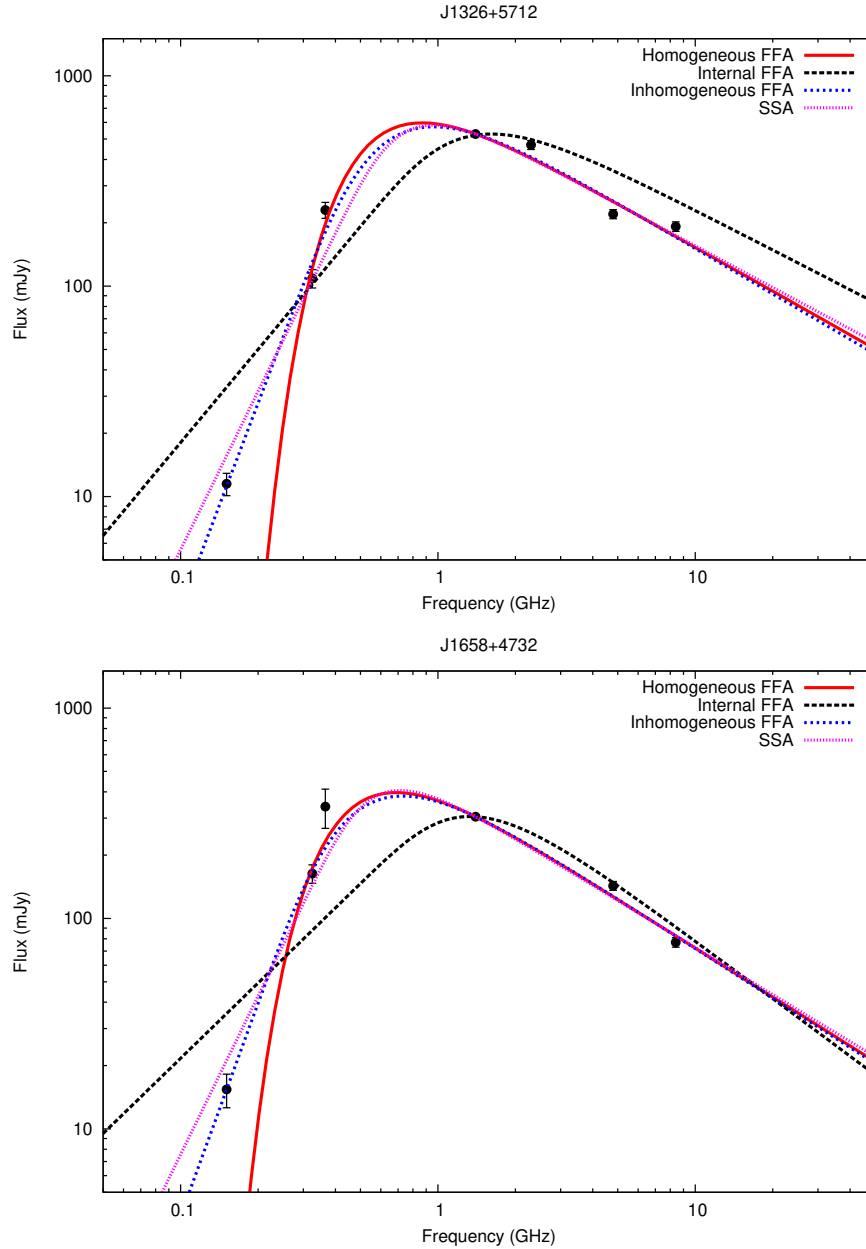 J1326+5712
Homogeneous FFA
Internal FFA
Inhomogeneous FFA
SSA
1000
100
10
Flux (mJy)
0.1 1 10
Frequency (GHz)
J1658+4732
Homogeneous FFA
Internal FFA
Inhomogeneous FFA
SSA
1000
100
10
Flux (mJy)
0.1 1 10
Frequency (GHz)